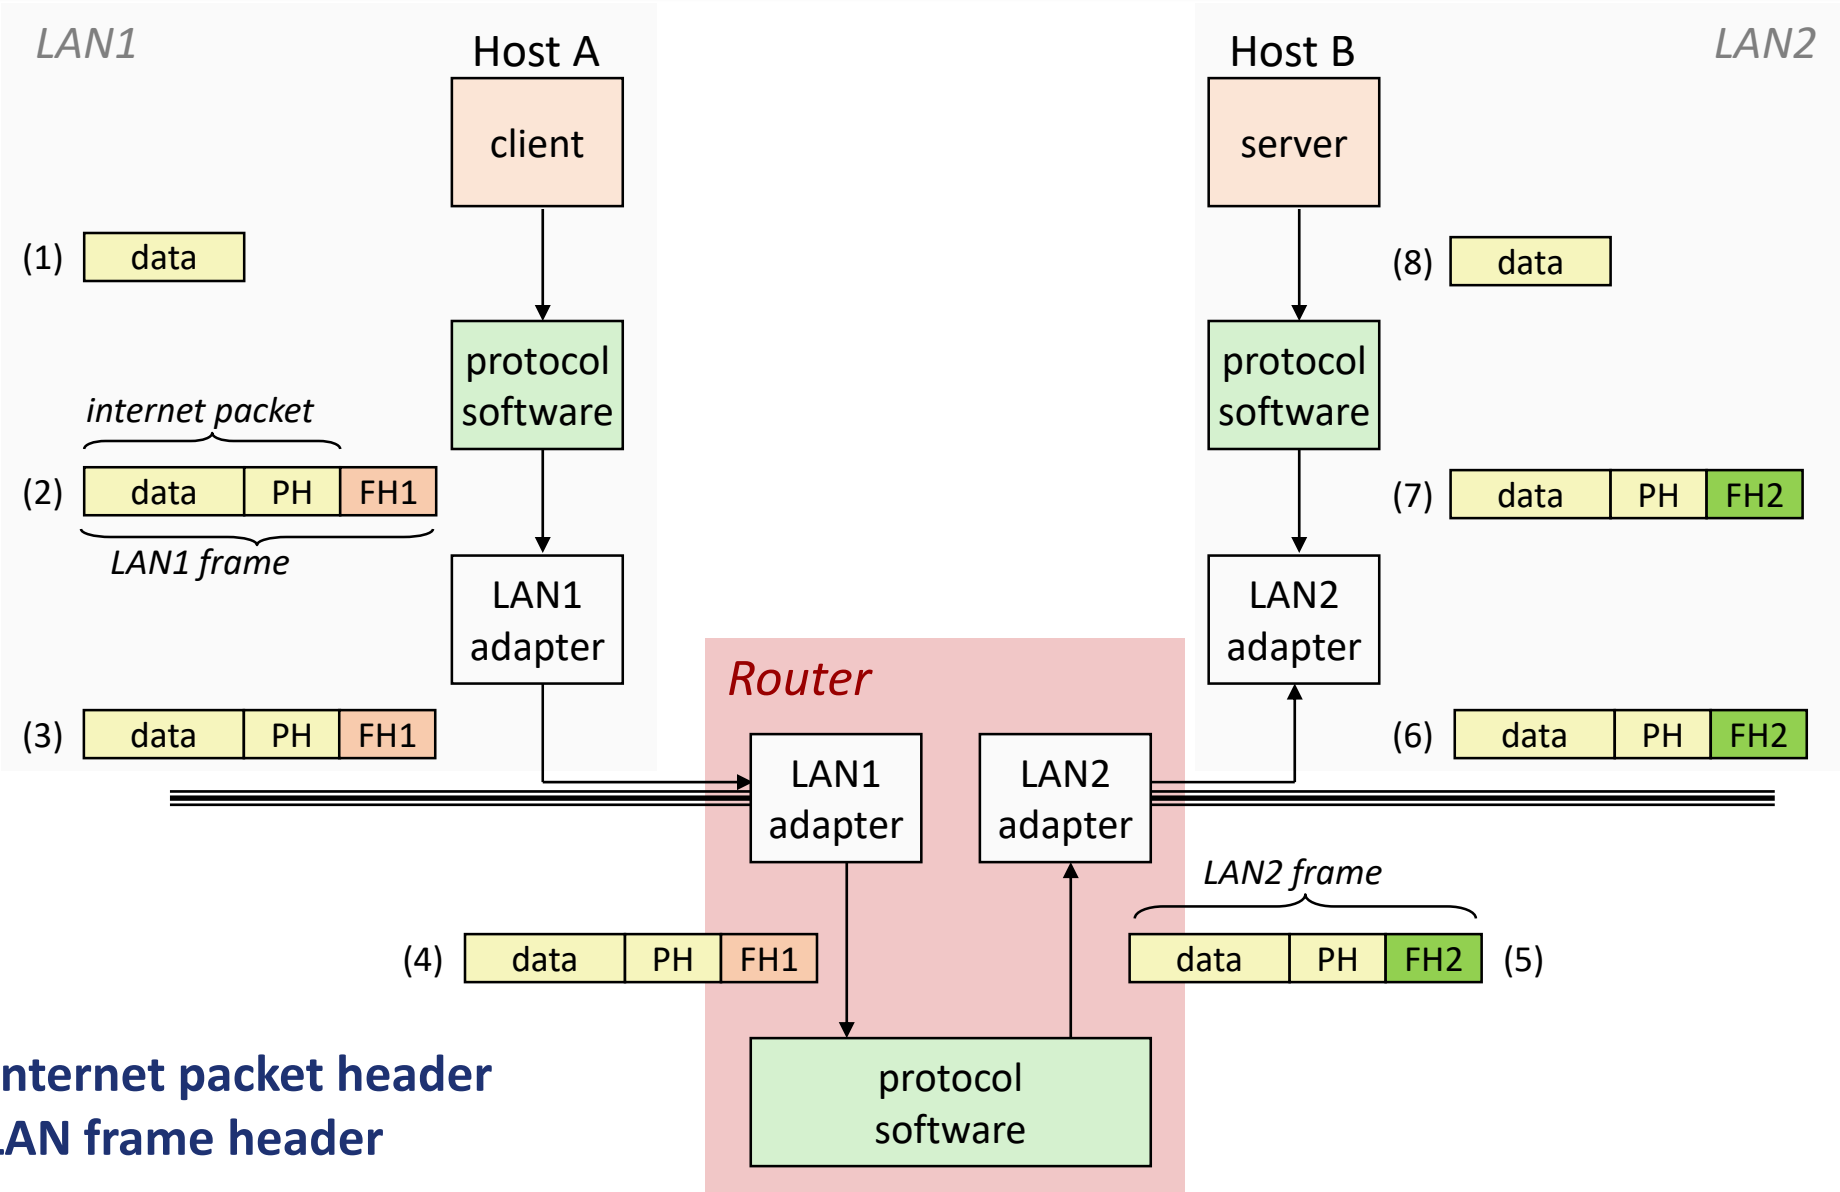 LAN1
Host A
Host B
LAN2
client
server
(1) data
(8) data
protocol
software
protocol
software
internet packet
(2) data PH FH1
LAN1 frame
(7) data PH FH2
LAN1
adapter
LAN2
adapter
Router
(3) data PH FH1
(6) data PH FH2
LAN1
adapter
LAN2
adapter
LAN2 frame
(4) data PH FH1
data PH FH2 (5)
protocol
software
nternet packet header
AN frame header